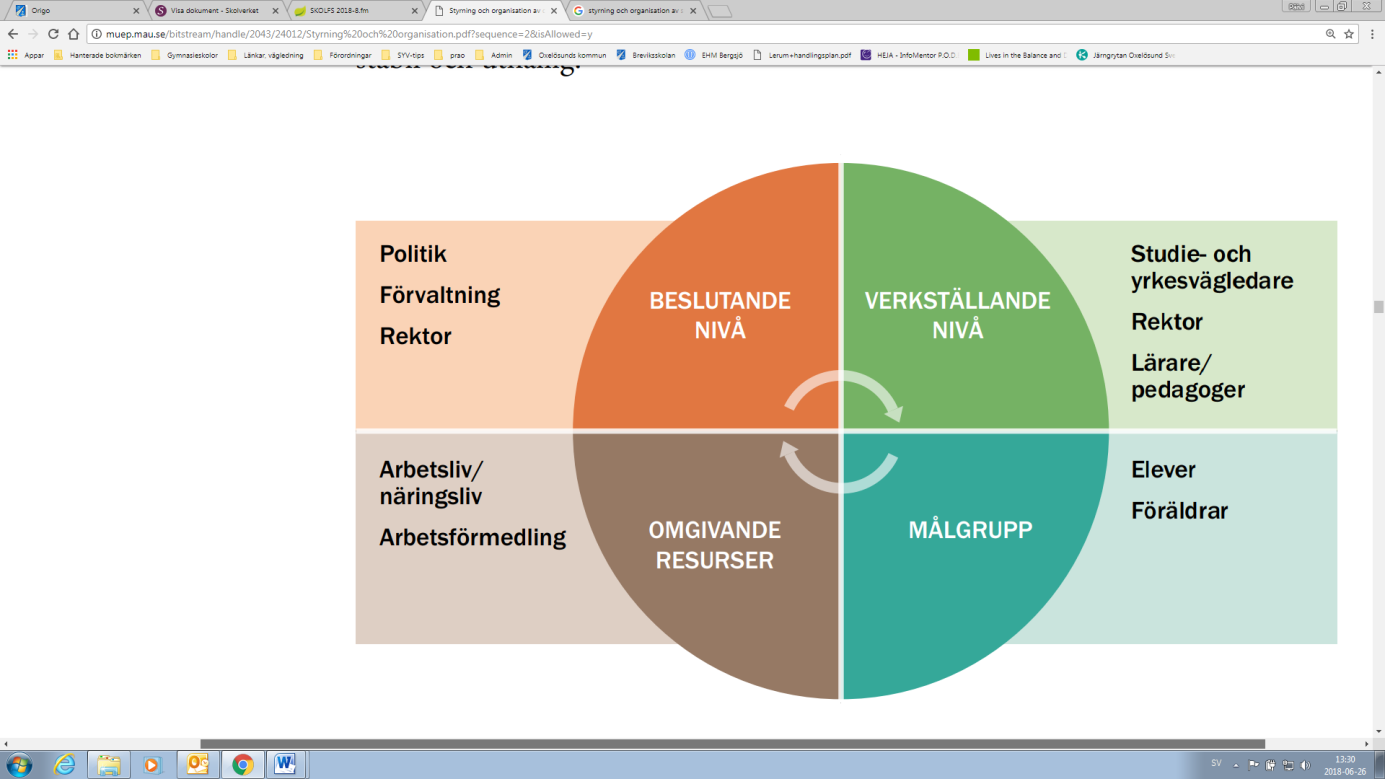 Origo
Visa dokument - Skolverket
SKOLFS 2018-8.fm
Styrning och organisation av
styrning och organisation av
muep.mau.se/bitstream/handle/2043/24012/Styrning%20och%20organisation.pdf?sequence=2&isAllowed=y
Appar
Hanterade bokmärken
Gymnasieskolor
Länkar, vägledning
Förordningar
SYV-tips
prao
Admin
Oxelösunds kommun
Breviksskolan
EHM Bergsjö
Lerum+handlingsplan.pdf
HEJA - InfoMentor P.O.D.
Lives in the Balance and
Järngrytan Oxelösund
Politik
Förvaltning
Rektor
BESLUTANDE
NIVÅ
VERKSTÄLLANDE
NIVÅ
Studie- och
yrkesvägledare
Rektor
Lärare/
pedagoger
Arbetsliv/
näringsliv
Arbetsförmedling
OMGIVANDE
RESURSER
MÅLGRUPP
Elever
Föräldrar
SV
13:30
2018-06-26